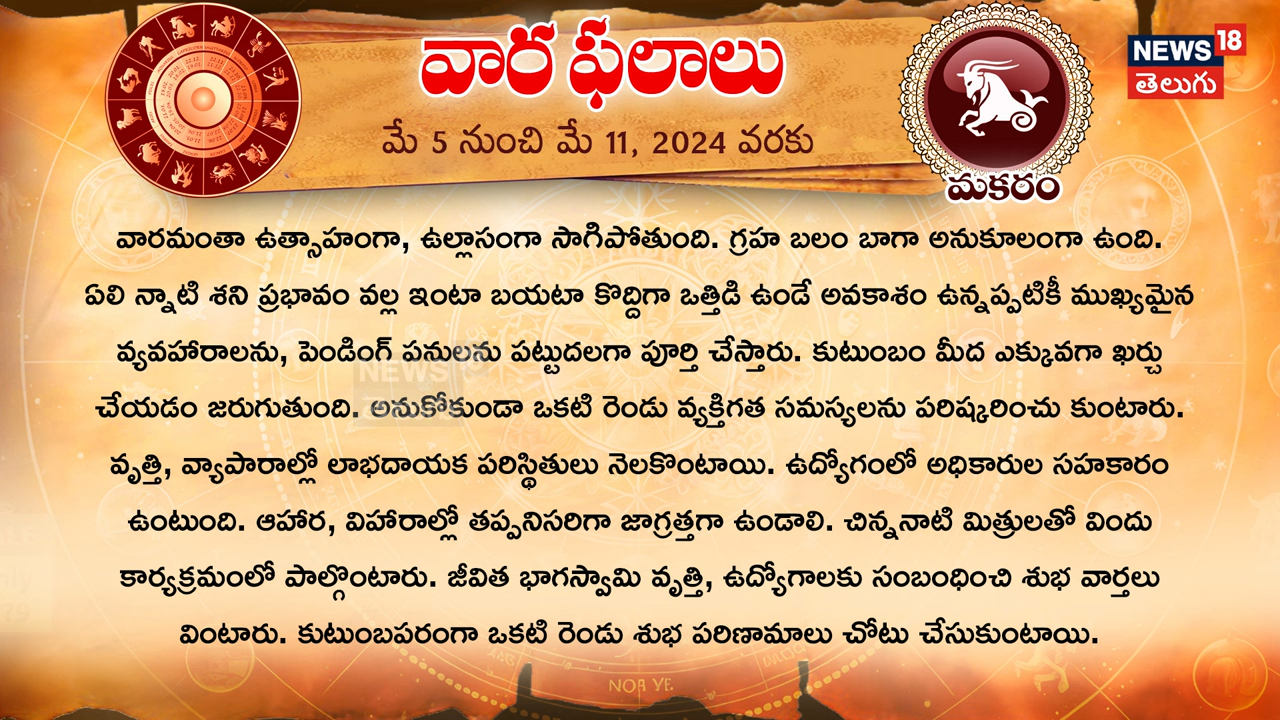 వార ఫలాలు
మే 5 నుంచి మే 11, 2024 వరకు
NEWS 18
తెలుగు
మకరం
వారమంతా ఉత్సాహంగా, ఉల్లాసంగా సాగిపోతుంది. గ్రహ బలం బాగా అనుకూలంగా ఉంది.
ఏలి న్నాటి శని ప్రభావం వల్ల ఇంటా బయటా కొద్దిగా ఒత్తిడి ఉండే అవకాశం ఉన్నప్పటికీ ముఖ్యమైన
వ్యవహారాలను, పెండింగ్ పనులను పట్టుదలగా పూర్తి చేస్తారు. కుటుంబం మీద ఎక్కువగా ఖర్చు
చేయడం జరుగుతుంది. అనుకోకుండా ఒకటి రెండు వ్యక్తిగత సమస్యలను పరిష్కరించు కుంటారు.
వృత్తి, వ్యాపారాల్లో లాభదాయక పరిస్థితులు నెలకొంటాయి. ఉద్యోగంలో అధికారుల సహకారం
ఉంటుంది. ఆహార, విహారాల్లో తప్పనిసరిగా జాగ్రత్తగా ఉండాలి. చిన్ననాటి మిత్రులతో విందు
కార్యక్రమంలో పాల్గొంటారు. జీవిత భాగస్వామి వృత్తి, ఉద్యోగాలకు సంబంధించి శుభ వార్తలు
వింటారు. కుటుంబపరంగా ఒకటి రెండు శుభ పరిణామాలు చోటు చేసుకుంటాయి.